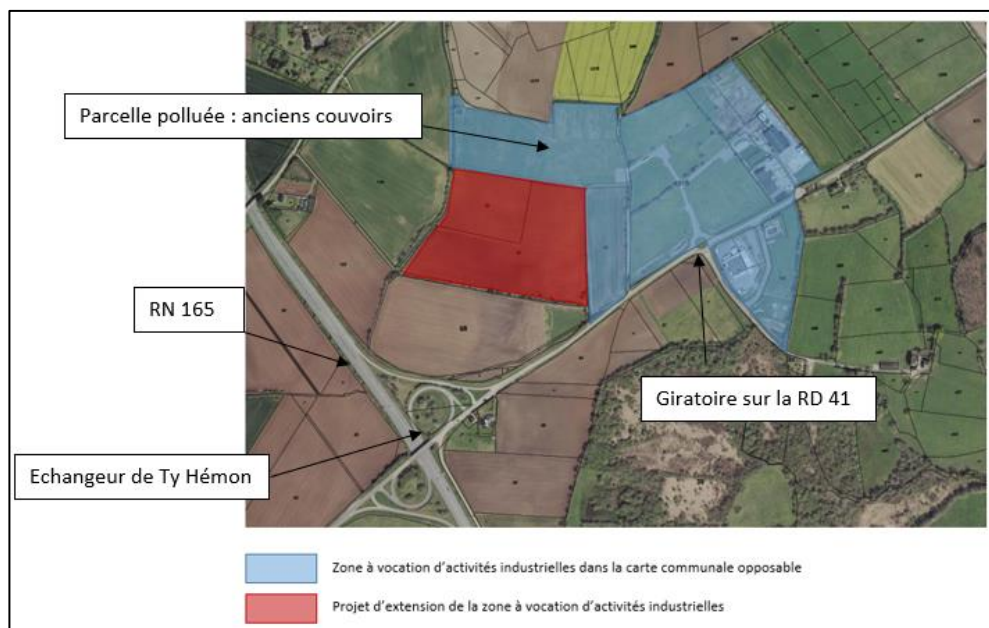 Parcelle polluée : anciens couvoirs
RN 165
Giratoire sur la RD 41
Echangeur de Ty Hémon
Zone à vocation d'activités industrielles dans la carte communale opposable
Projet d'extension de la zone à vocation d'activités industrielles